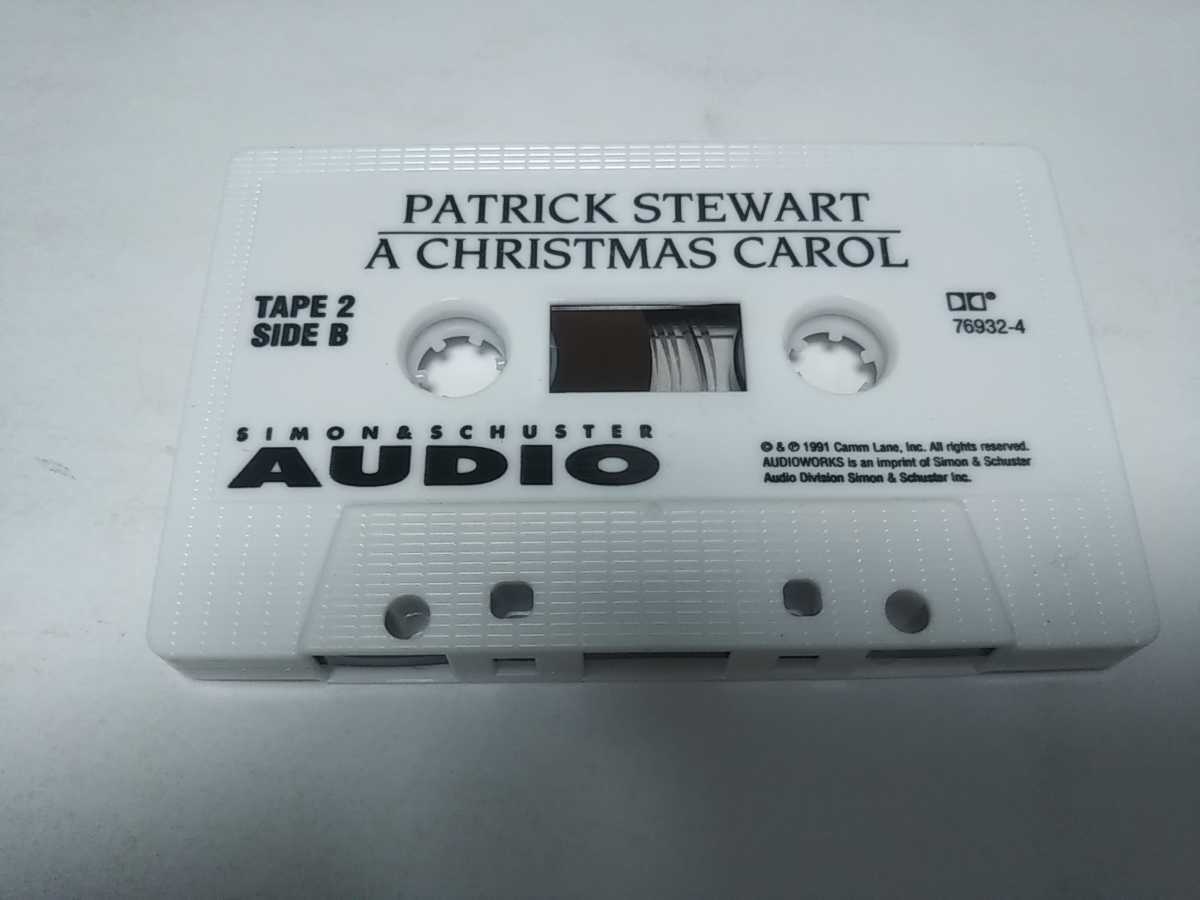 PATRICK STEWART
A CHRISTMAS CAROL
TAPE 2
SIDE B
76932-4
SIMON & SCHUSTER
AUDIO
© & ℗ 1991 Camm Lane, Inc. All rights reserved.
AUDIOWORKS is an imprint of Simon & Schuster
Audio Division Simon & Schuster Inc.